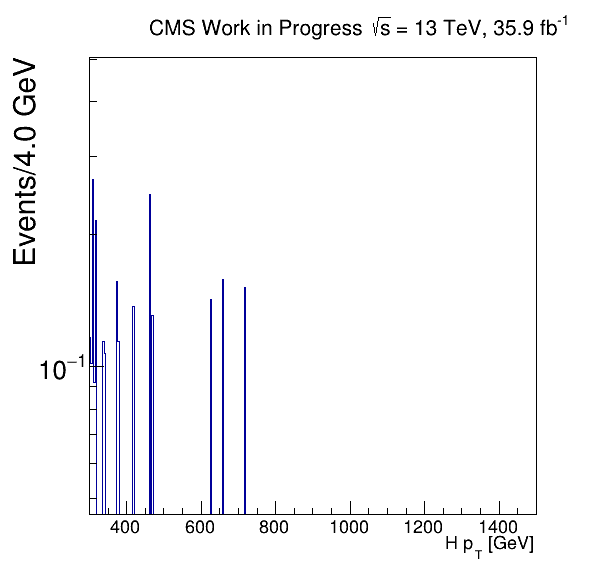 CMS Work in Progress √s = 13 TeV, 35.9 fb⁻¹
Events/4.0 GeV
10⁻¹
400 600 800 1000 1200 1400
H p_T [GeV]